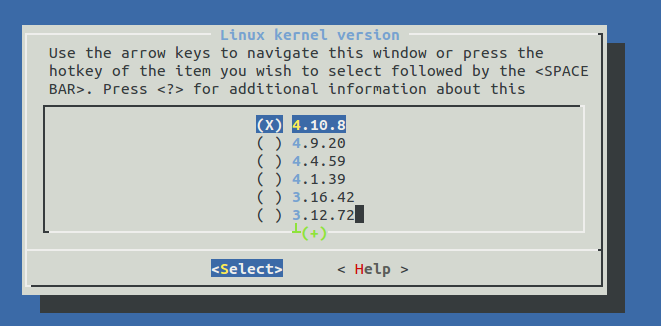 Linux kernel version
Use the arrow keys to navigate this window or press the
hotkey of the item you wish to select followed by the <SPACE
BAR>. Press <?> for additional information about this
(X) 4.10.8
( ) 4.9.20
( ) 4.4.59
( ) 4.1.39
( ) 3.16.42
( ) 3.12.72
┴(+)
<Select> < Help >